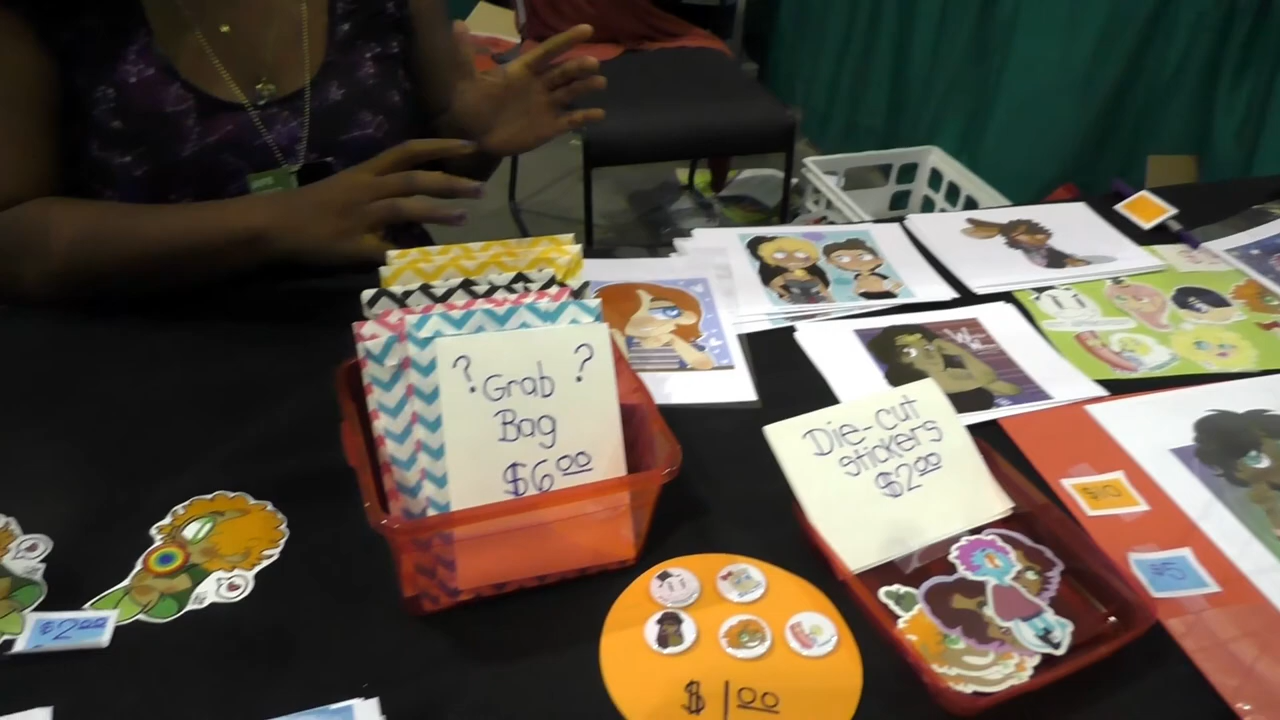 ? Grab ?
Bag
$6.00
Die-cut
stickers
$2.00
$10
$5
$2.00
$1.00